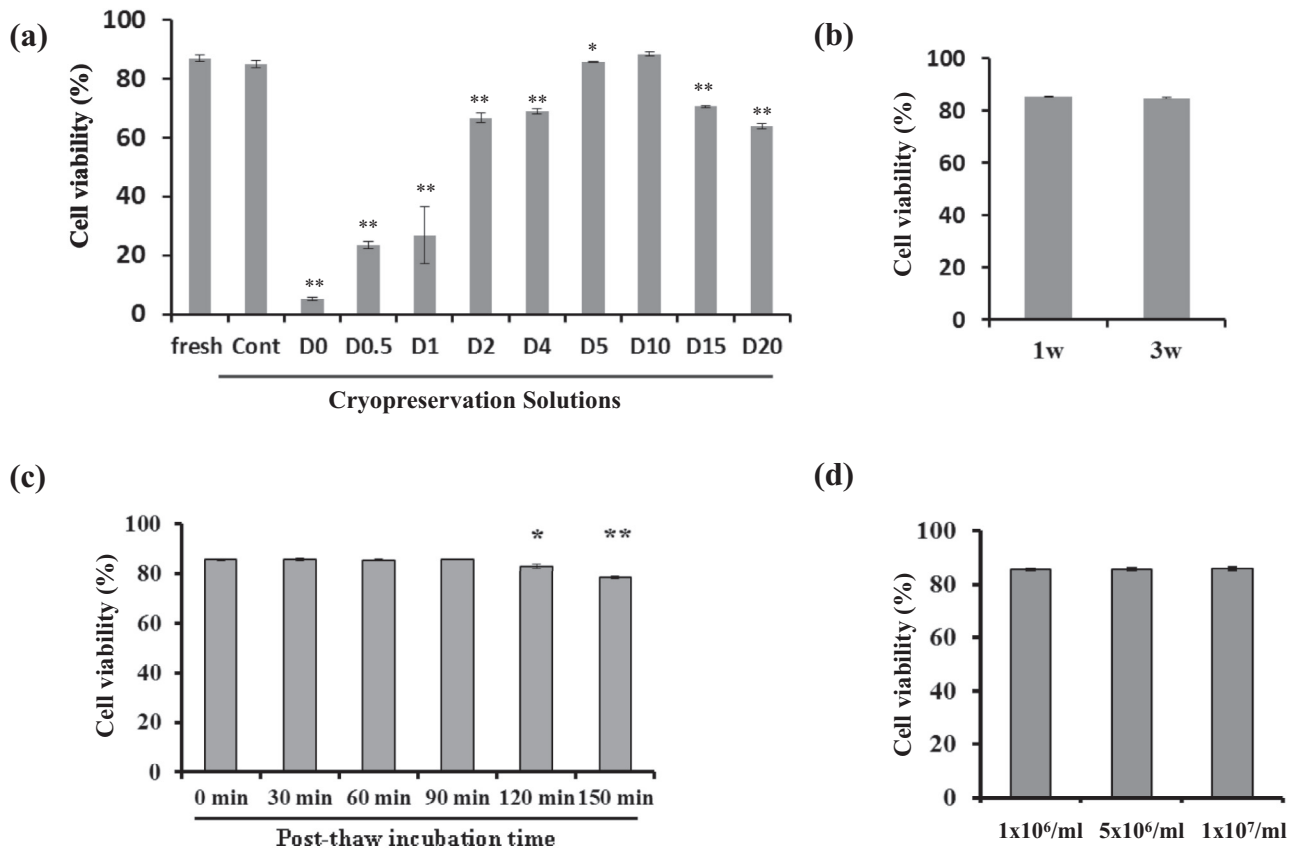 (a)
Cell viability (%)
100
80
60
40
20
0
*
**
**
**
**
**
**
**
fresh Cont D0 D0.5 D1 D2 D4 D5 D10 D15 D20
Cryopreservation Solutions
(b)
Cell viability (%)
100
80
60
40
20
0
1w 3w
(c)
Cell viability (%)
100
80
60
40
20
0
* **
0 min 30 min 60 min 90 min 120 min 150 min
Post-thaw incubation time
(d)
Cell viability (%)
100
80
60
40
20
0
1x10⁶/ml 5x10⁶/ml 1x10⁷/ml